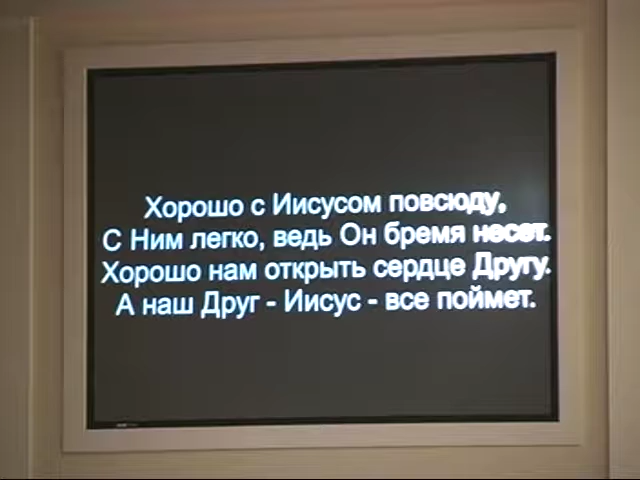 Хорошо с Иисусом повсюду,
С Ним легко, ведь Он бремя несет.
Хорошо нам открыть сердце Другу.
А наш Друг - Иисус - все поймет.